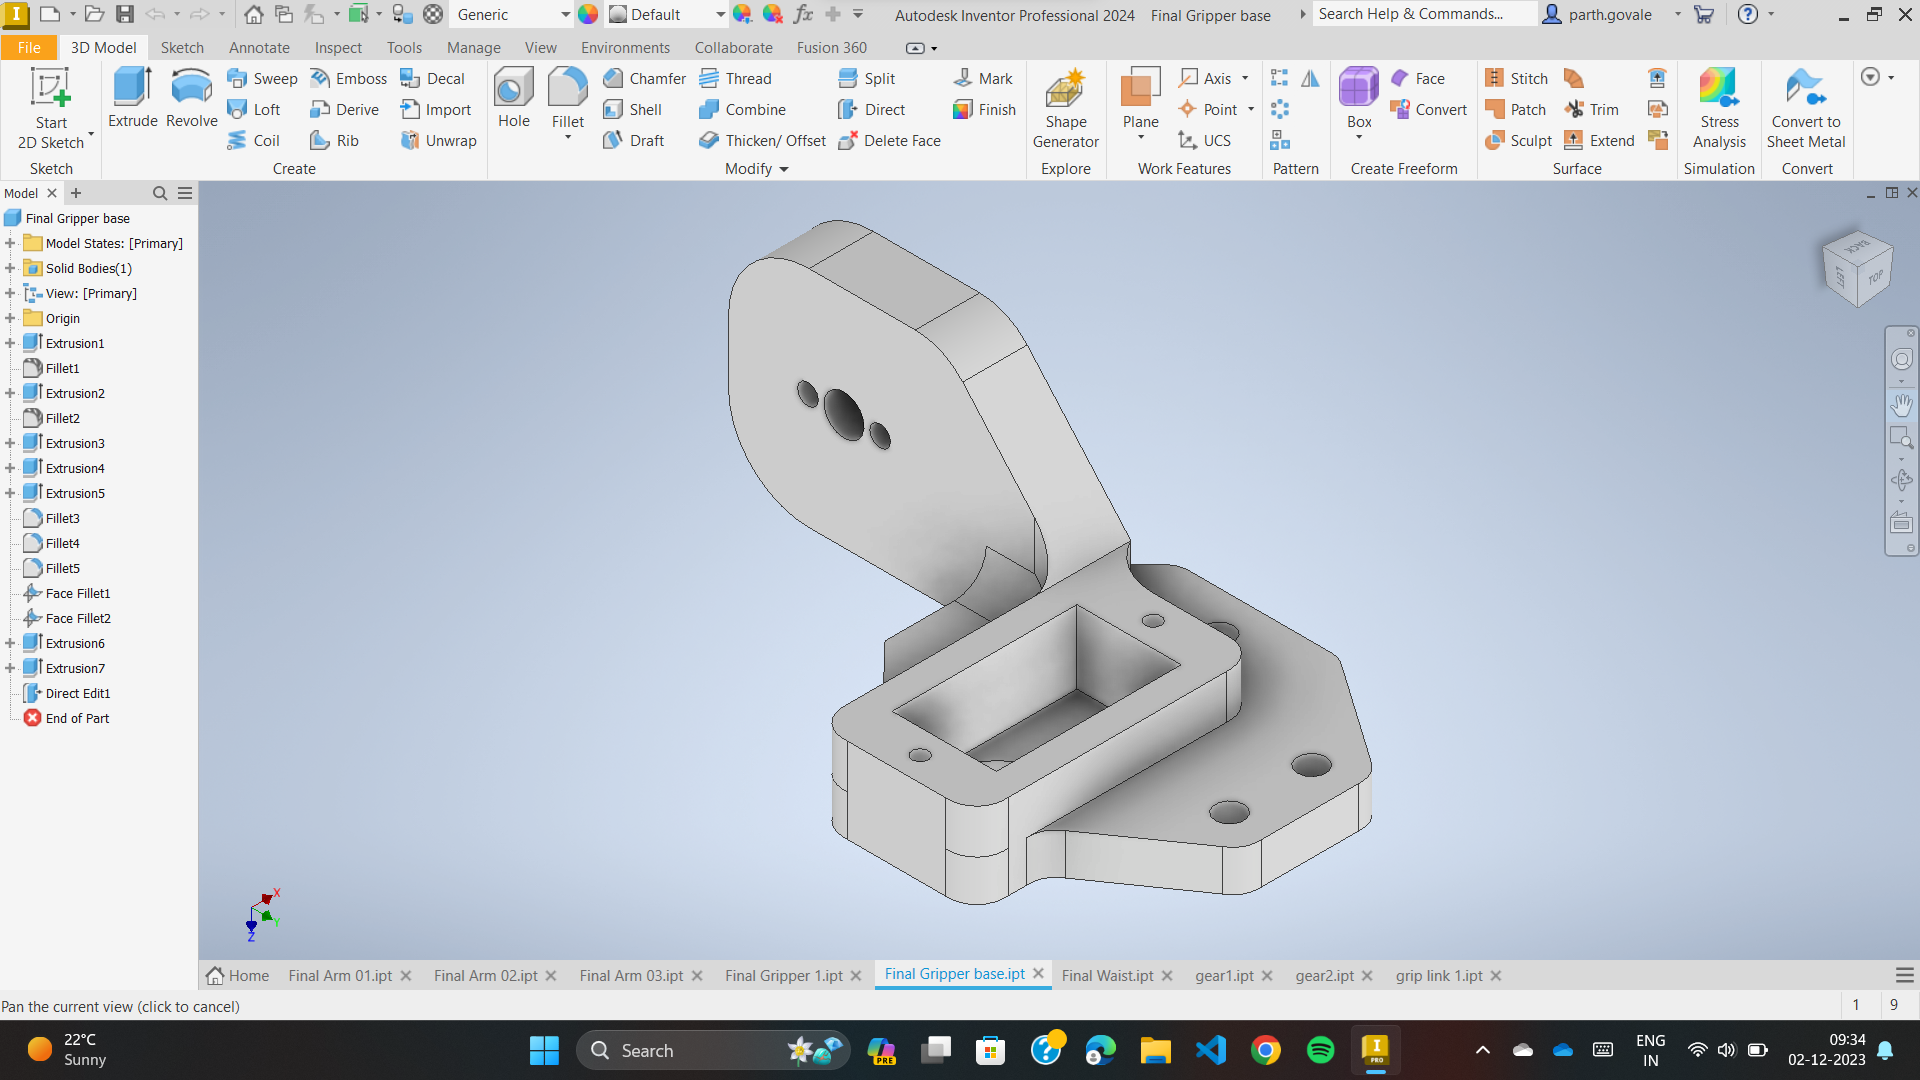 Generic
Default
Autodesk Inventor Professional 2024 Final Gripper base
Search Help & Commands...
parth.govale
File 3D Model Sketch Annotate Inspect Tools Manage View Environments Collaborate Fusion 360
Start
2D Sketch
Sketch
Extrude Revolve
Sweep Emboss Decal
Loft Derive Import
Coil Rib Unwrap
Create
Hole Fillet
Chamfer Thread Split Mark
Shell Combine Direct Finish
Draft Thicken/ Offset Delete Face
Modify
Shape
Generator
Explore
Plane
Axis
Point
UCS
Work Features
Pattern
Box
Face
Convert
Create Freeform
Stitch
Patch Trim
Sculpt Extend
Surface
Stress
Analysis
Simulation
Convert to
Sheet Metal
Convert
Model
Final Gripper base
Model States: [Primary]
Solid Bodies(1)
View: [Primary]
Origin
Extrusion1
Fillet1
Extrusion2
Fillet2
Extrusion3
Extrusion4
Extrusion5
Fillet3
Fillet4
Fillet5
Face Fillet1
Face Fillet2
Extrusion6
Extrusion7
Direct Edit1
End of Part
BACK
LEFT
TOP
X
Y
Z
Home Final Arm 01.ipt Final Arm 02.ipt Final Arm 03.ipt Final Gripper 1.ipt Final Gripper base.ipt Final Waist.ipt gear1.ipt gear2.ipt grip link 1.ipt
Pan the current view (click to cancel)
1 9
22°C
Sunny
Search
PRE
I
PRO
ENG
IN
09:34
02-12-2023